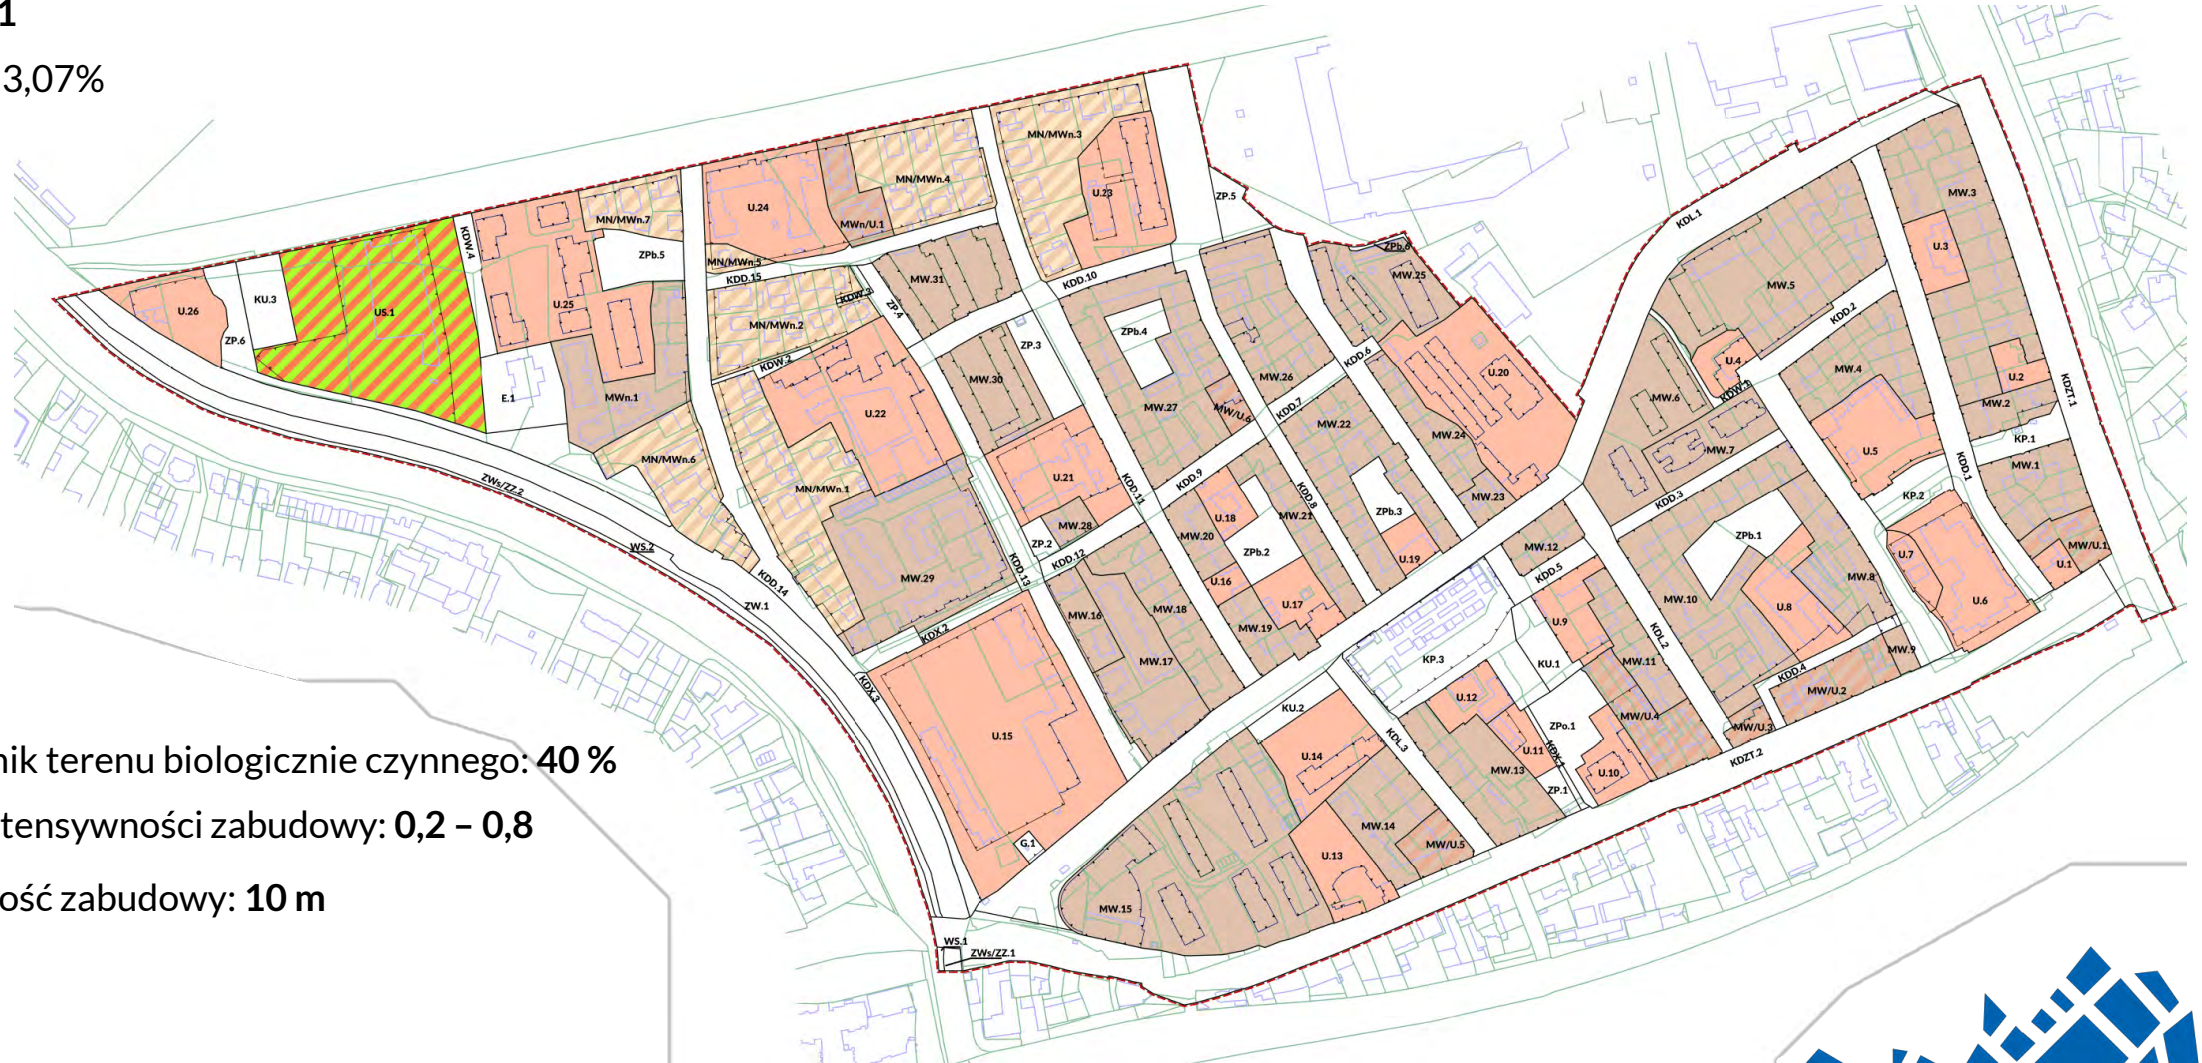 1
3,07%
MN/MWn.3
MN/MWn.4
U.23
MW.3
ZP.5
MN/MWn.7
U.24
MWn/U.1
KDL.1
KDW.4
ZPb.6
U.3
ZPb.5
MN/MWn.5
KDD.15
MW.31
KDD.10
MW.25
MW.5
KU.3
US.1
U.25
KDW.3
ZP.4
U.26
MN/MWn.2
ZPb.4
KDD.2
ZP.6
ZP.3
KDD.6
U.4
KDW.2
MW.30
MW.26
U.20
MW.4
U.2
E.1
MWn.1
KDW.1
KDZT.1
MW.6
MW.2
U.22
MW.27
MW/U.6
KDD.7
MW.22
MW.24
KP.1
MW.7
U.5
MN/MWn.6
MW.1
ZWs/ZZ.2
MN/MWn.1
U.21
KDD.9
KDD.11
KDD.8
MW.23
KDD.3
KDD.1
KP.2
U.18
MW.21
ZPb.3
MW.28
MW.20
ZPb.1
WS.2
ZP.2
ZPb.2
U.19
MW.12
MW/U.1
U.7
U.1
KDD.12
KDD.13
KDD.14
MW.29
U.16
KDD.5
MW.8
ZW.1
MW.16
MW.18
U.17
MW.10
U.8
U.6
MW.19
U.9
KDX.2
KDL.2
MW.9
MW.17
KP.3
KU.1
MW.11
KDD.4
KDX.3
U.12
MW/U.2
KU.2
MW/U.4
ZPo.1
MW/U.3
U.15
KDL.3
U.11
KDX.1
U.14
MW.13
U.10
KDZT.2
ZP.1
nik terenu biologicznie czynnego: 40 %
tensywności zabudowy: 0,2 – 0,8
MW.14
G.1
MW/U.5
U.13
ość zabudowy: 10 m
MW.15
WS.1
ZWs/ZZ.1